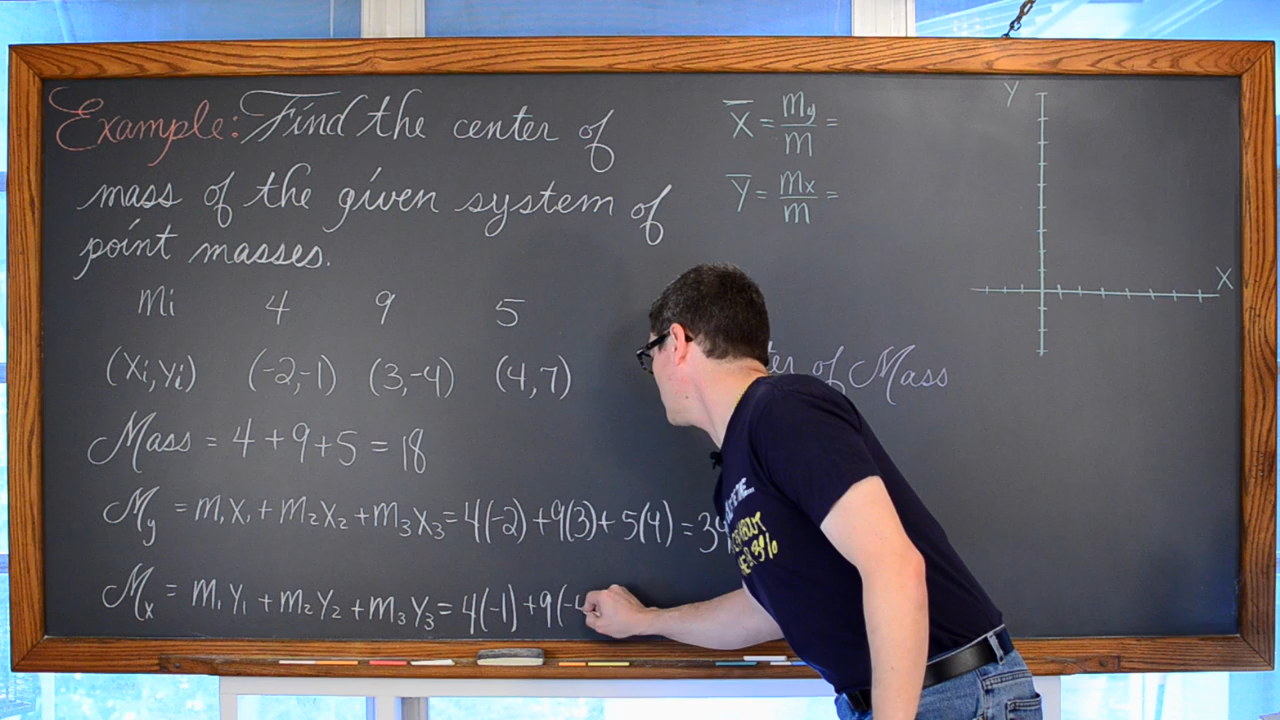 Example: Find the center of
mass of the given system of
point masses.
mi 4 9 5
(Xi, Yi) (-2,-1) (3,-4) (4,7)
Mass = 4 + 9 + 5 = 18
My = m₁X₁ + m₂X₂ + m₃X₃ = 4(-2) + 9(3) + 5(4) = 39
Mx = m₁Y₁ + m₂Y₂ + m₃Y₃ = 4(-1) + 9(-4
X̄ = My/m =
Ȳ = Mx/m =
Y
X
of Mass
3%